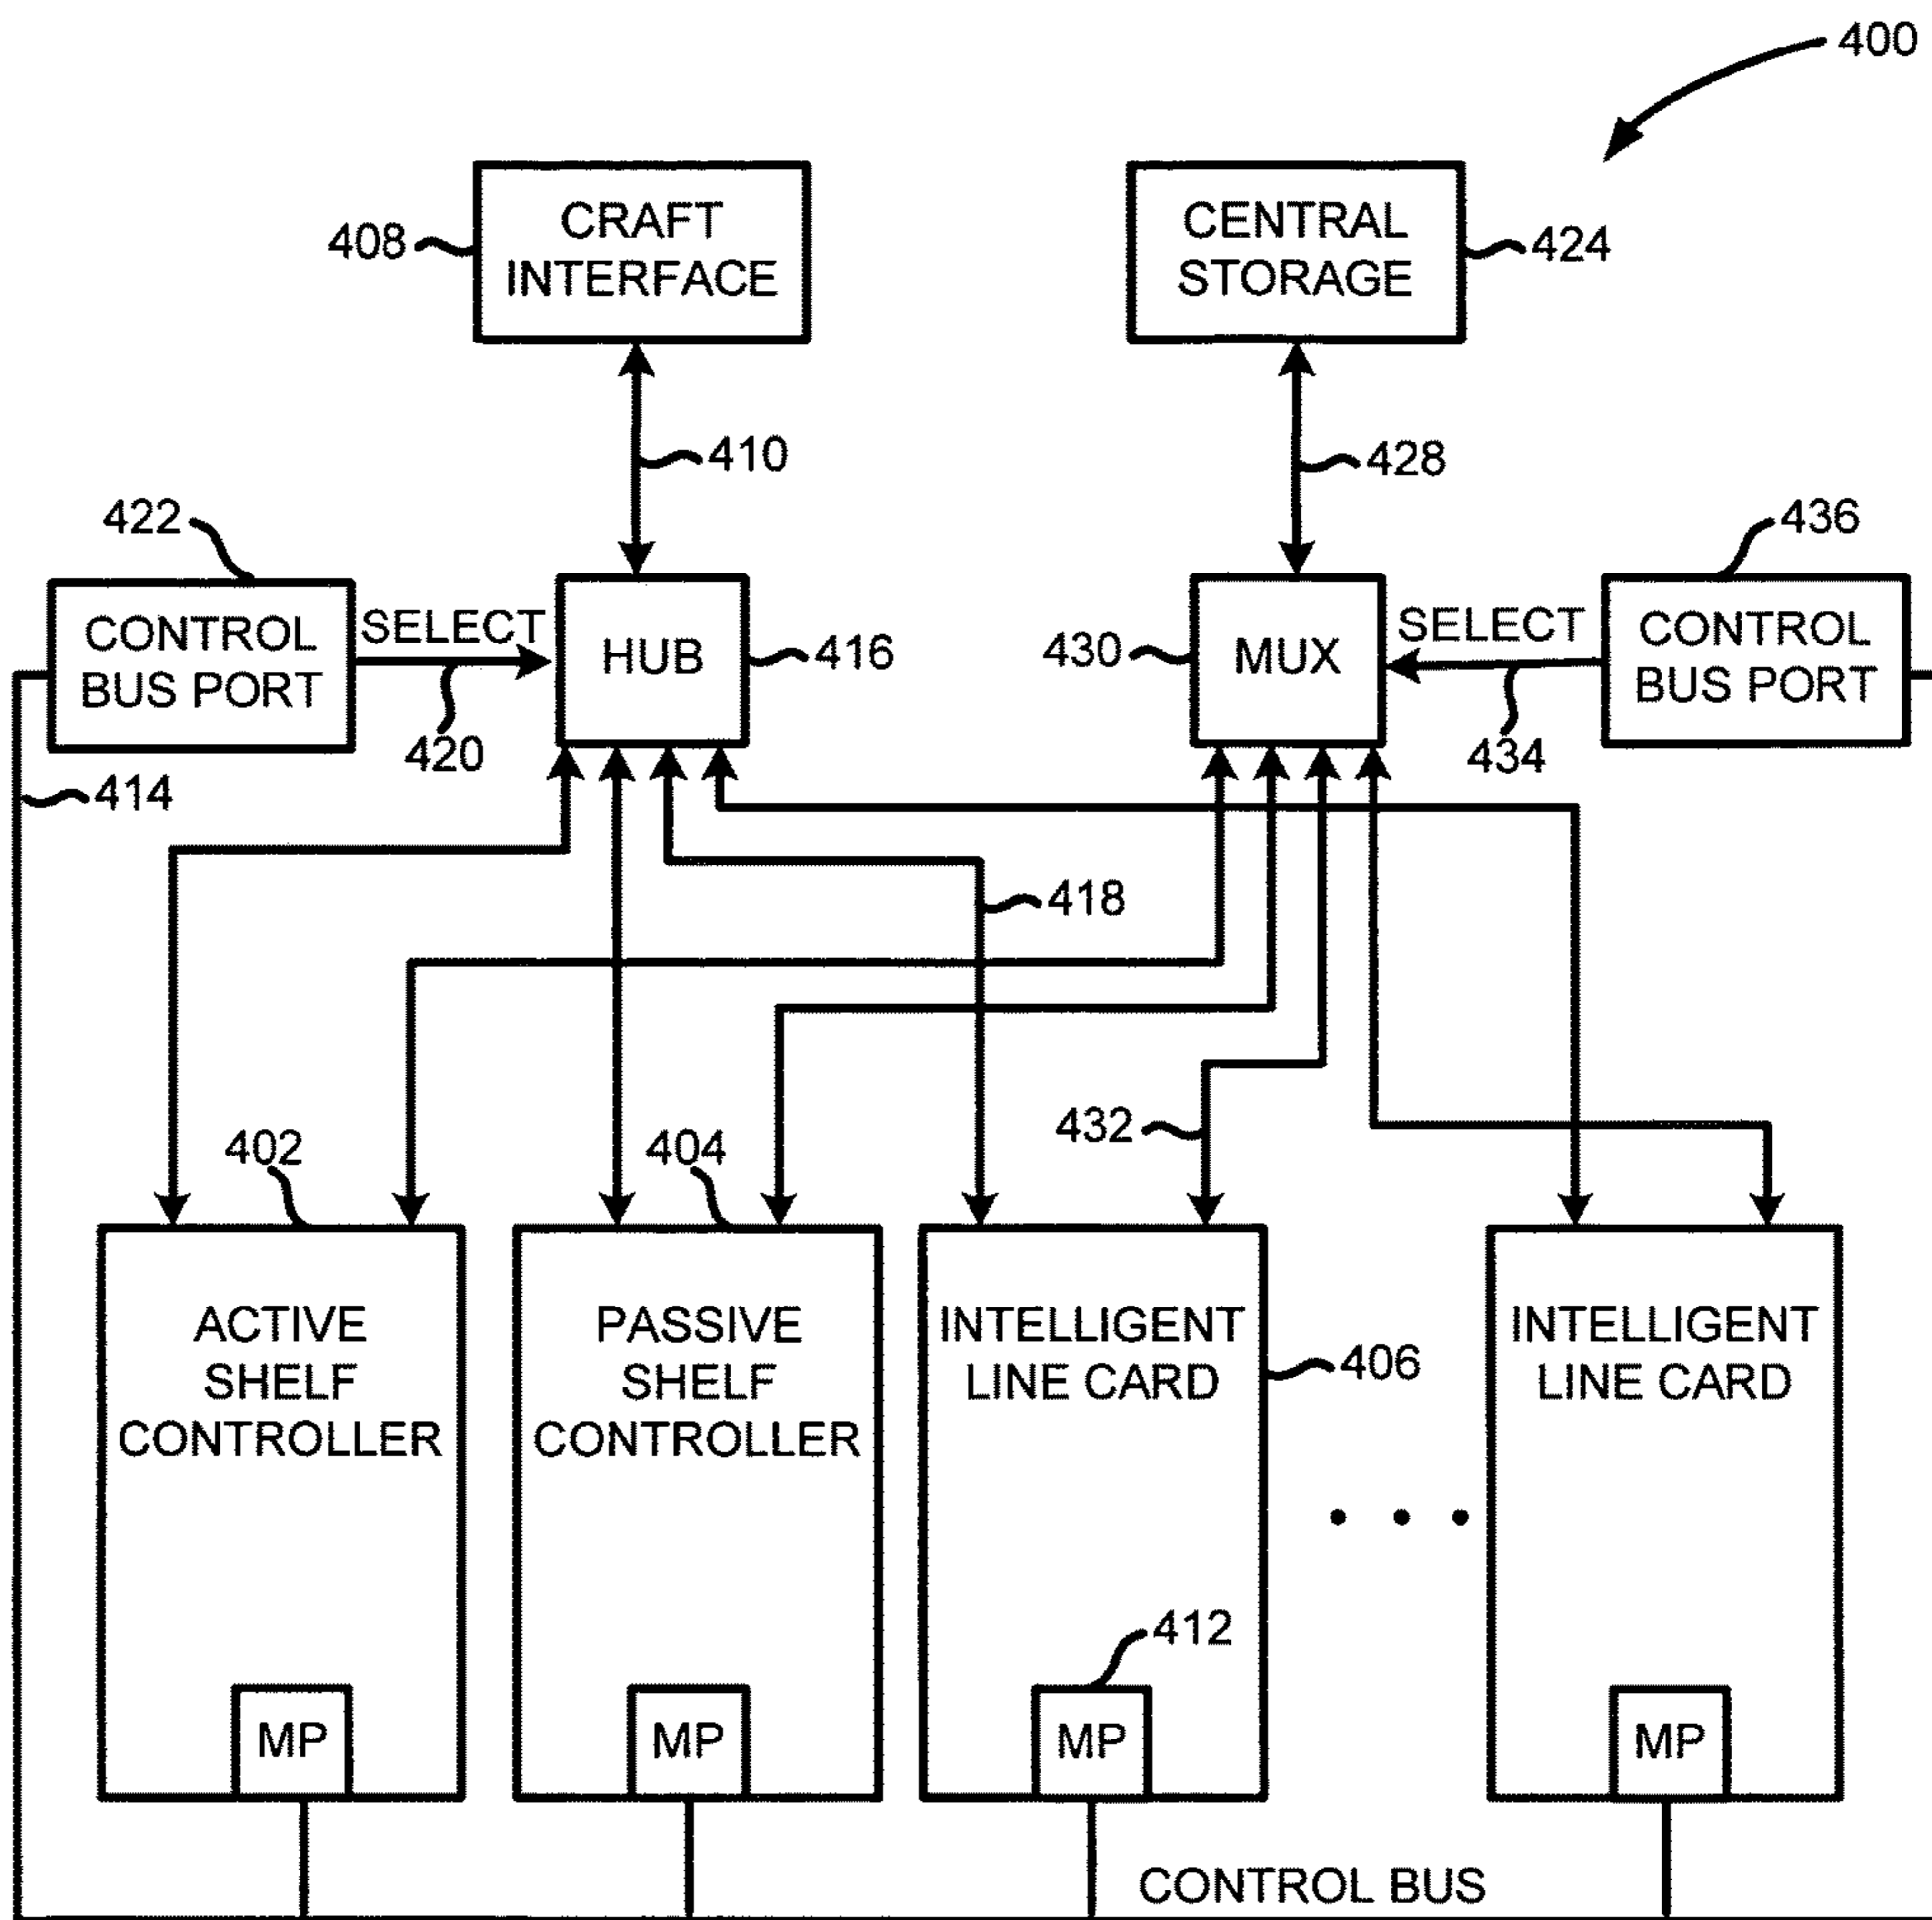 400
CRAFT
INTERFACE
408
CENTRAL
STORAGE
424
410
428
422
436
CONTROL
BUS PORT
SELECT
HUB
416
430
MUX
SELECT
CONTROL
BUS PORT
420
434
414
418
432
402
404
ACTIVE
SHELF
CONTROLLER
PASSIVE
SHELF
CONTROLLER
INTELLIGENT
LINE CARD
406
INTELLIGENT
LINE CARD
• • •
412
MP
MP
MP
MP
CONTROL BUS